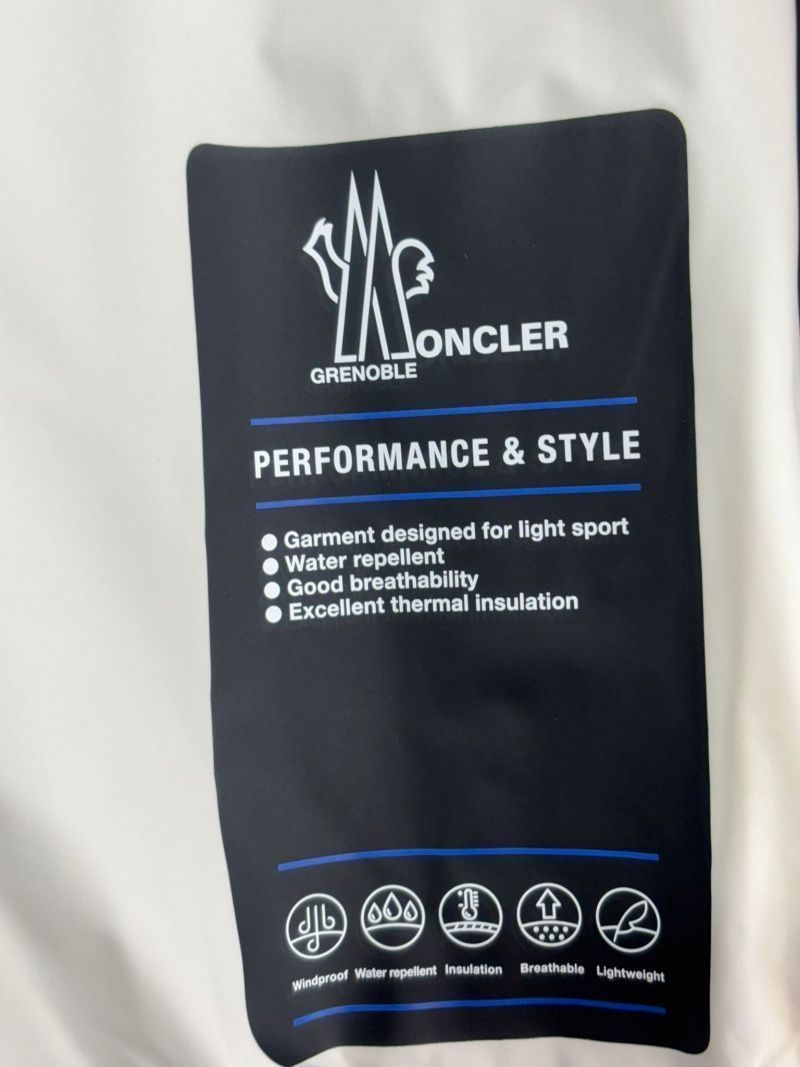 MONCLER
GRENOBLE
PERFORMANCE & STYLE
● Garment designed for light sport
● Water repellent
● Good breathability
● Excellent thermal insulation
Windproof Water repellent Insulation Breathable Lightweight